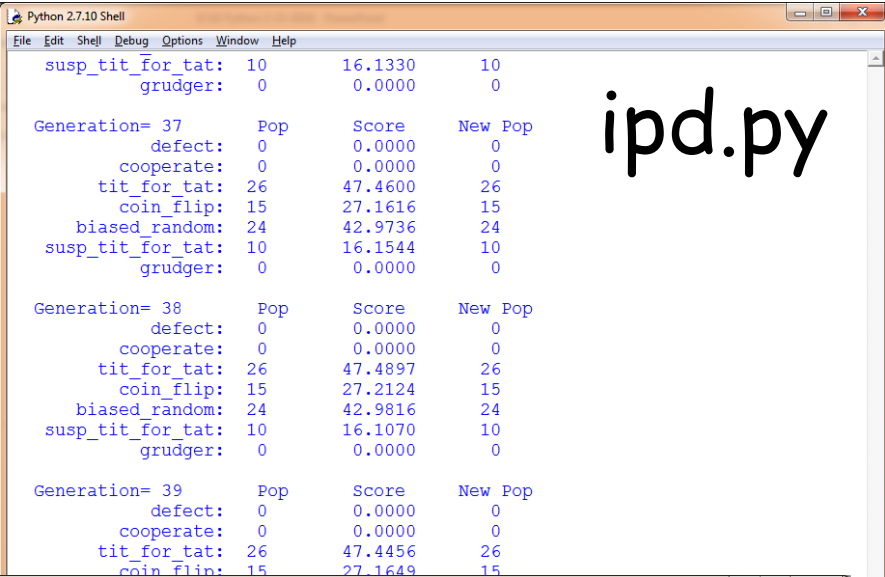 Python 2.7.10 Shell
File Edit Shell Debug Options Window Help
susp_tit_for_tat: 10 16.1330 10
grudger: 0 0.0000 0
ipd.py
Generation= 37 Pop Score New Pop
defect: 0 0.0000 0
cooperate: 0 0.0000 0
tit_for_tat: 26 47.4600 26
coin_flip: 15 27.1616 15
biased_random: 24 42.9736 24
susp_tit_for_tat: 10 16.1544 10
grudger: 0 0.0000 0
Generation= 38 Pop Score New Pop
defect: 0 0.0000 0
cooperate: 0 0.0000 0
tit_for_tat: 26 47.4897 26
coin_flip: 15 27.2124 15
biased_random: 24 42.9816 24
susp_tit_for_tat: 10 16.1070 10
grudger: 0 0.0000 0
Generation= 39 Pop Score New Pop
defect: 0 0.0000 0
cooperate: 0 0.0000 0
tit_for_tat: 26 47.4456 26
coin_flip: 15 27.1649 15